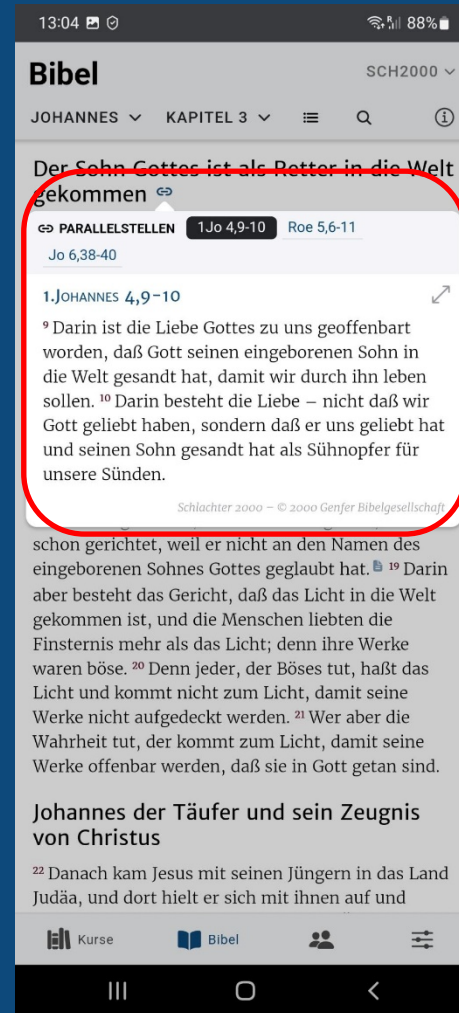 13:04 88%
Bibel SCH2000
JOHANNES KAPITEL 3
Der Sohn Gottes ist als Retter in die Welt
gekommen
PARALLELSTELLEN 1Jo 4,9-10 Roe 5,6-11
Jo 6,38-40
1.JOHANNES 4,9-10
9 Darin ist die Liebe Gottes zu uns geoffenbart
worden, daß Gott seinen eingeborenen Sohn in
die Welt gesandt hat, damit wir durch ihn leben
sollen. 10 Darin besteht die Liebe – nicht daß wir
Gott geliebt haben, sondern daß er uns geliebt hat
und seinen Sohn gesandt hat als Sühnopfer für
unsere Sünden.
Schlachter 2000 – © 2000 Genfer Bibelgesellschaft
schon gerichtet, weil er nicht an den Namen des
eingeborenen Sohnes Gottes geglaubt hat. 19 Darin
aber besteht das Gericht, daß das Licht in die Welt
gekommen ist, und die Menschen liebten die
Finsternis mehr als das Licht; denn ihre Werke
waren böse. 20 Denn jeder, der Böses tut, haßt das
Licht und kommt nicht zum Licht, damit seine
Werke nicht aufgedeckt werden. 21 Wer aber die
Wahrheit tut, der kommt zum Licht, damit seine
Werke offenbar werden, daß sie in Gott getan sind.
Johannes der Täufer und sein Zeugnis
von Christus
22 Danach kam Jesus mit seinen Jüngern in das Land
Judäa, und dort hielt er sich mit ihnen auf und
Kurse Bibel